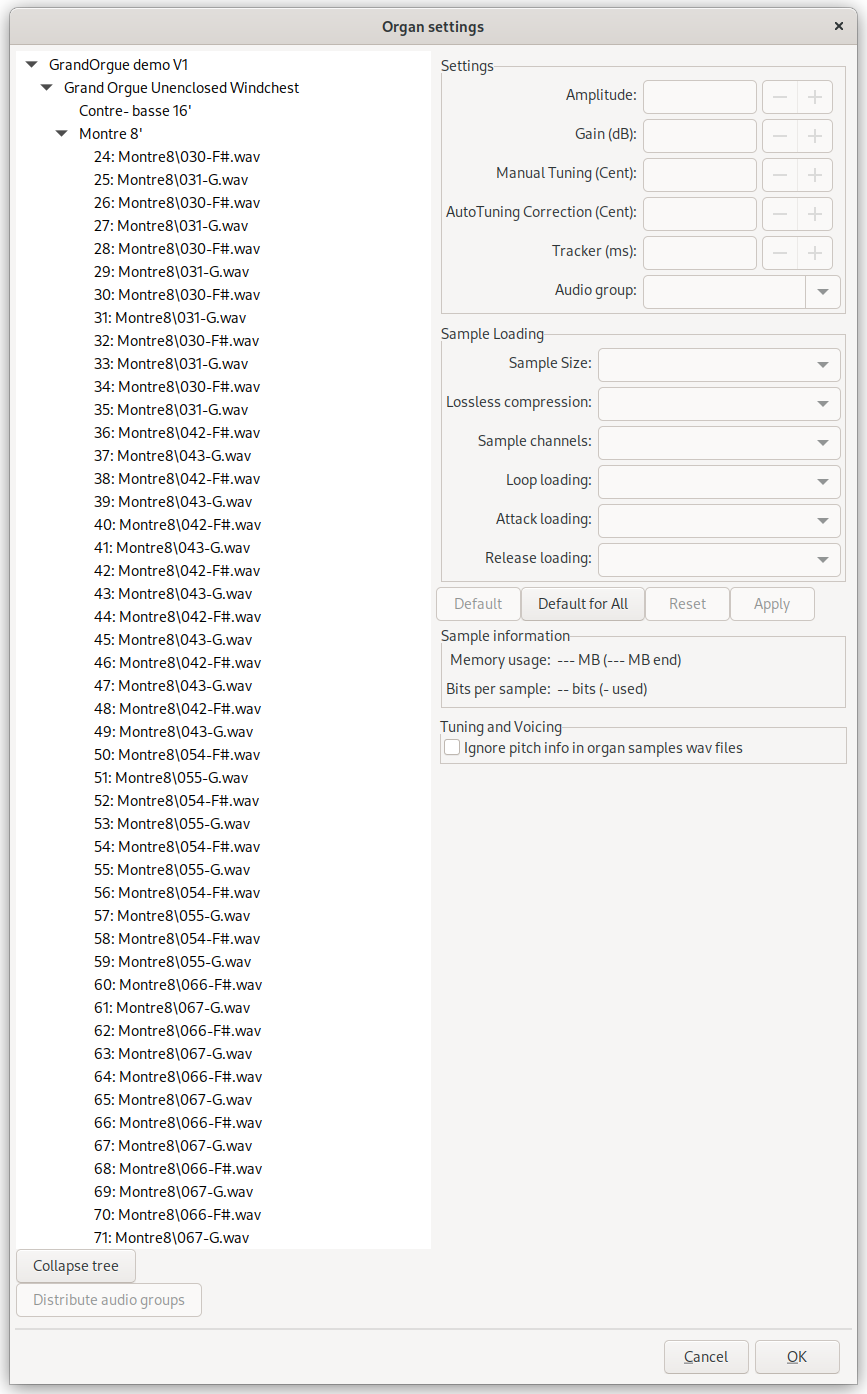 Organ settings
GrandOrgue demo V1
Grand Orgue Unenclosed Windchest
Contre- basse 16'
Montre 8'
24: Montre8\030-F#.wav
25: Montre8\031-G.wav
26: Montre8\030-F#.wav
27: Montre8\031-G.wav
28: Montre8\030-F#.wav
29: Montre8\031-G.wav
30: Montre8\030-F#.wav
31: Montre8\031-G.wav
32: Montre8\030-F#.wav
33: Montre8\031-G.wav
34: Montre8\030-F#.wav
35: Montre8\031-G.wav
36: Montre8\042-F#.wav
37: Montre8\043-G.wav
38: Montre8\042-F#.wav
39: Montre8\043-G.wav
40: Montre8\042-F#.wav
41: Montre8\043-G.wav
42: Montre8\042-F#.wav
43: Montre8\043-G.wav
44: Montre8\042-F#.wav
45: Montre8\043-G.wav
46: Montre8\042-F#.wav
47: Montre8\043-G.wav
48: Montre8\042-F#.wav
49: Montre8\043-G.wav
50: Montre8\054-F#.wav
51: Montre8\055-G.wav
52: Montre8\054-F#.wav
53: Montre8\055-G.wav
54: Montre8\054-F#.wav
55: Montre8\055-G.wav
56: Montre8\054-F#.wav
57: Montre8\055-G.wav
58: Montre8\054-F#.wav
59: Montre8\055-G.wav
60: Montre8\066-F#.wav
61: Montre8\067-G.wav
62: Montre8\066-F#.wav
63: Montre8\067-G.wav
64: Montre8\066-F#.wav
65: Montre8\067-G.wav
66: Montre8\066-F#.wav
67: Montre8\067-G.wav
68: Montre8\066-F#.wav
69: Montre8\067-G.wav
70: Montre8\066-F#.wav
71: Montre8\067-G.wav
Collapse tree
Distribute audio groups
Settings
Amplitude:
Gain (dB):
Manual Tuning (Cent):
AutoTuning Correction (Cent):
Tracker (ms):
Audio group:
Sample Loading
Sample Size:
Lossless compression:
Sample channels:
Loop loading:
Attack loading:
Release loading:
Default Default for All Reset Apply
Sample information
Memory usage: --- MB (--- MB end)
Bits per sample: -- bits (- used)
Tuning and Voicing
Ignore pitch info in organ samples wav files
Cancel OK